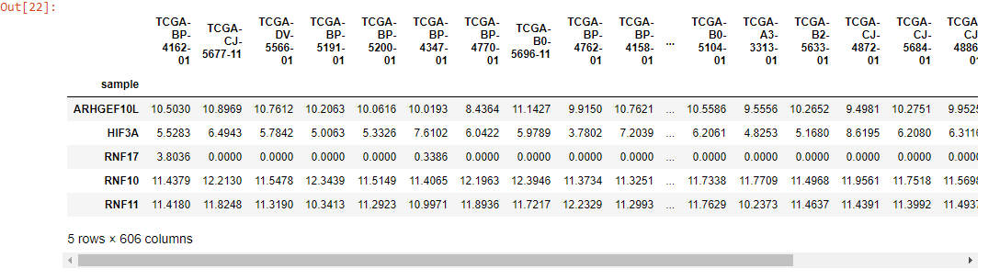 Out[22]:
TCGA-BP-4162-01 TCGA-CJ-5677-11 TCGA-DV-5566-01 TCGA-BP-5191-01 TCGA-BP-5200-01 TCGA-BP-4347-01 TCGA-BP-4770-01 TCGA-B0-5696-11 TCGA-BP-4762-01 TCGA-BP-4158-01 ... TCGA-B0-5104-01 TCGA-A3-3313-01 TCGA-B2-5633-01 TCGA-CJ-4872-01 TCGA-CJ-5684-01 TCGA-CJ-4886-01
sample
ARHGEF10L 10.5030 10.8969 10.7612 10.2063 10.0616 10.0193 8.4364 11.1427 9.9150 10.7621 ... 10.5586 9.5556 10.2652 9.4981 10.2751 9.952
HIF3A 5.5283 6.4943 5.7842 5.0063 5.3326 7.6102 6.0422 5.9789 3.7802 7.2039 ... 6.2061 4.8253 5.1680 8.6195 6.2080 6.311
RNF17 3.8036 0.0000 0.0000 0.0000 0.0000 0.3386 0.0000 0.0000 0.0000 0.0000 ... 0.0000 0.0000 0.0000 0.0000 0.0000 0.000
RNF10 11.4379 12.2130 11.5478 12.3439 11.5149 11.4065 12.1963 12.3946 11.3734 11.3251 ... 11.7338 11.7709 11.4968 11.9561 11.7518 11.569
RNF11 11.4180 11.8248 11.3190 10.3413 11.2923 10.9971 11.8936 11.7217 12.2329 11.2993 ... 11.7629 10.2373 11.4637 11.4391 11.3992 11.493
5 rows × 606 columns